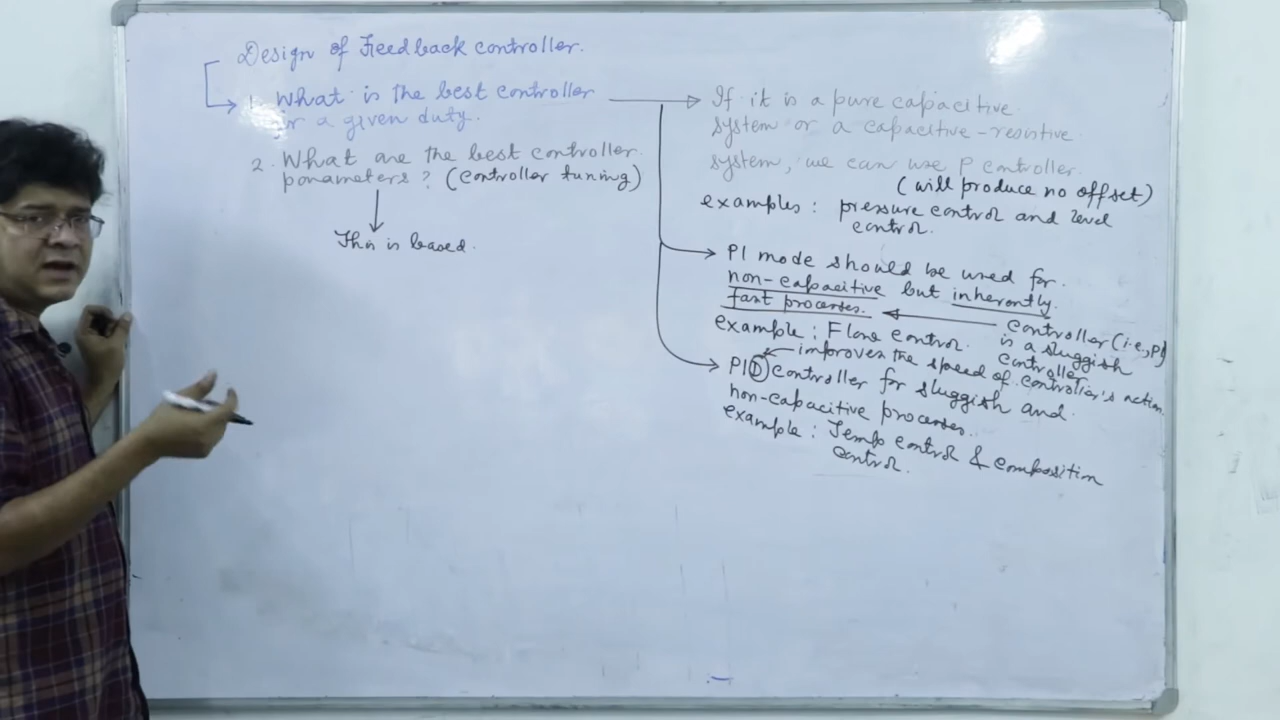 Design of Feedback controller.
1. What is the best controller
for a given duty.
2. What are the best controller
parameters? (controller tuning)
This is based.
If it is a pure capacitive
system or a capacitive-resistive
system, we can use P controller.
(will produce no offset)
examples: pressure control and level
control.
PI mode should be used for
non-capacitive but inherently
fast processes.
example: Flow control.
controller (i.e., PI)
is a sluggish
controller
improves the speed of controller's action.
PID controller for sluggish and
non-capacitive processes.
example: Temp control & composition
control.